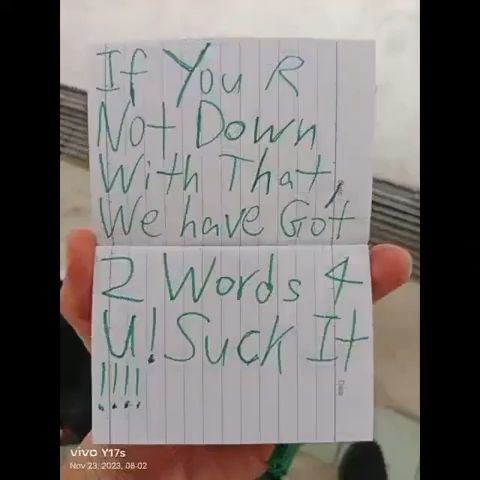 If You R
Not Down
With That,
We have Got
2 Words 4
U! Suck It
!!!!
vivo Y17s
Nov 23, 2023, 08:02